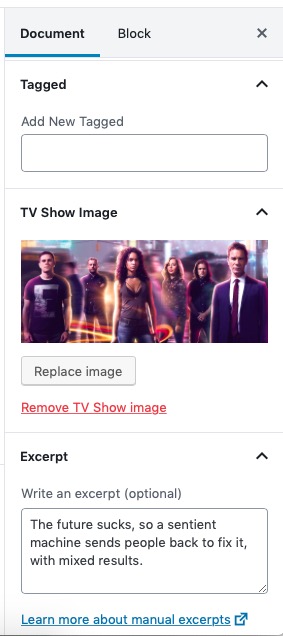 Document Block ×
Tagged
Add New Tagged
TV Show Image
Replace image
Remove TV Show image
Excerpt
Write an excerpt (optional)
The future sucks, so a sentient
machine sends people back to fix it,
with mixed results.
Learn more about manual excerpts